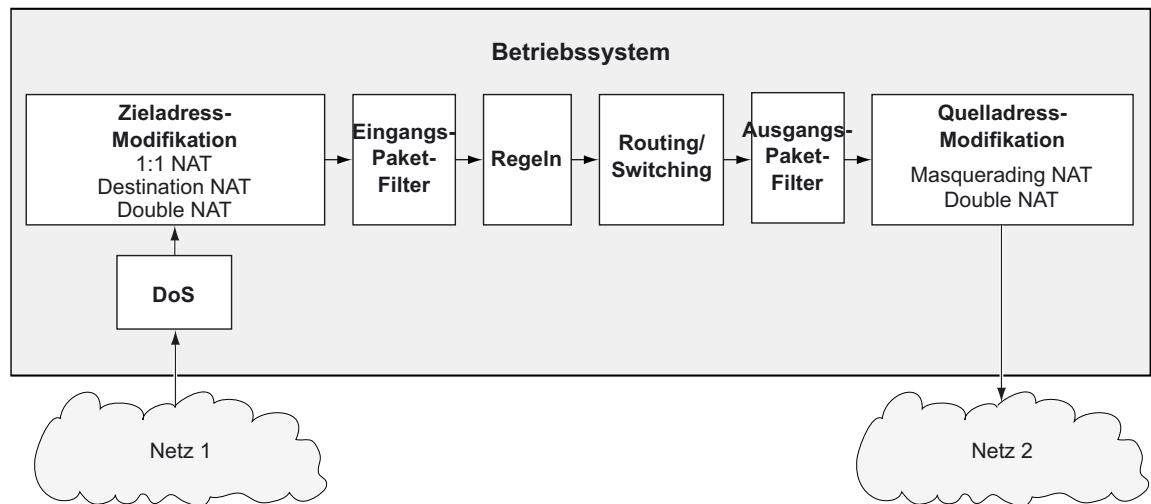 Betriebssystem
Zieladress-
Modifikation
1:1 NAT
Destination NAT
Double NAT
Eingangs-
Paket-
Filter
Regeln
Routing/
Switching
Ausgangs-
Paket-
Filter
Quelladress-
Modifikation
Masquerading NAT
Double NAT
DoS
Netz 1
Netz 2